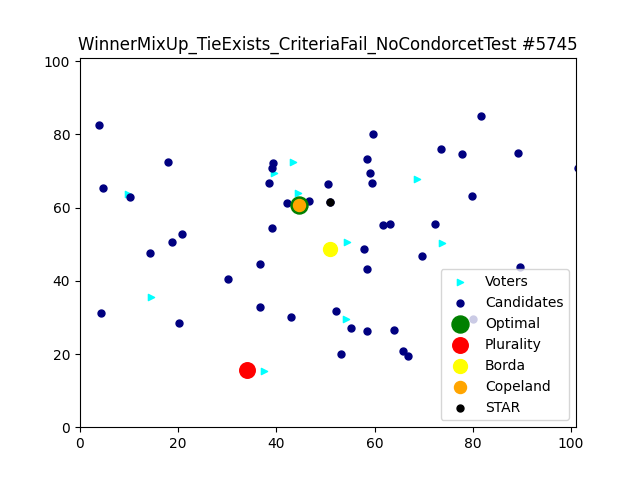 WinnerMixUp_TieExists_CriteriaFail_NoCondorcetTest #5745
100
80
60
40
20
0
0 20 40 60 80 100
Voters
Candidates
Optimal
Plurality
Borda
Copeland
STAR